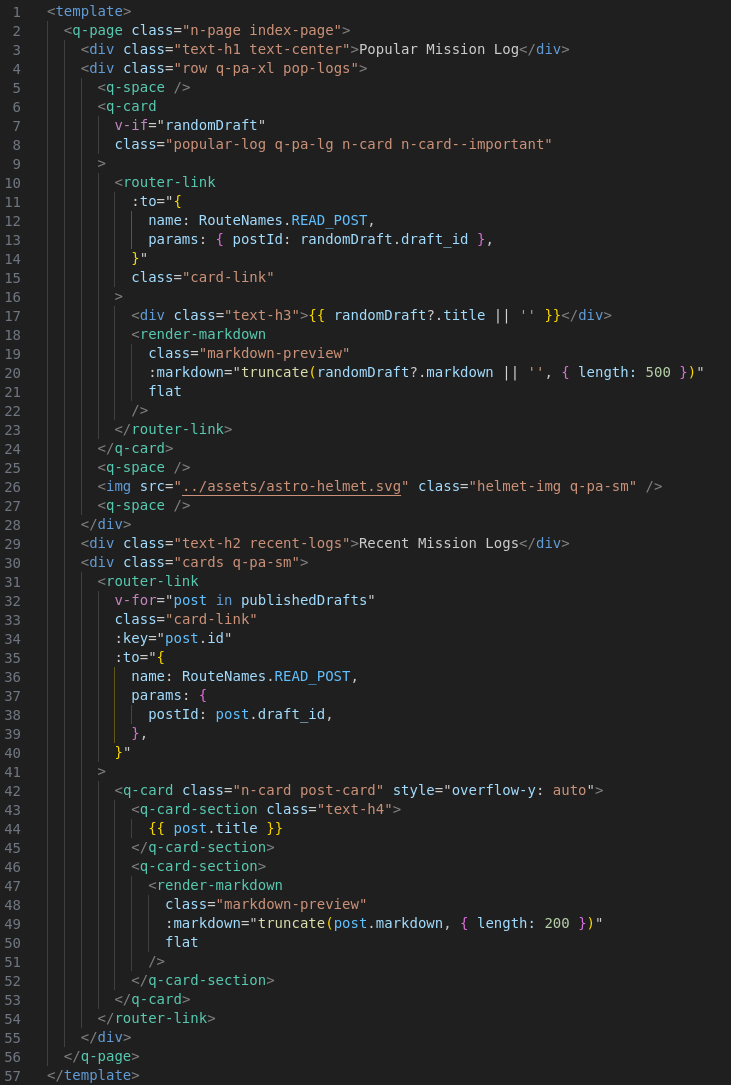 1 <template>
2   <q-page class="n-page index-page">
3     <div class="text-h1 text-center">Popular Mission Log</div>
4     <div class="row q-pa-xl pop-logs">
5       <q-space />
6       <q-card
7         v-if="randomDraft"
8         class="popular-log q-pa-lg n-card n-card--important"
9       >
10         <router-link
11           :to="{
12             name: RouteNames.READ_POST,
13             params: { postId: randomDraft.draft_id },
14           }"
15           class="card-link"
16         >
17           <div class="text-h3">{{ randomDraft?.title || '' }}</div>
18           <render-markdown
19             class="markdown-preview"
20             :markdown="truncate(randomDraft?.markdown || '', { length: 500 })"
21             flat
22           />
23         </router-link>
24       </q-card>
25       <q-space />
26       <img src="../assets/astro-helmet.svg" class="helmet-img q-pa-sm" />
27       <q-space />
28     </div>
29     <div class="text-h2 recent-logs">Recent Mission Logs</div>
30     <div class="cards q-pa-sm">
31       <router-link
32         v-for="post in publishedDrafts"
33         class="card-link"
34         :key="post.id"
35         :to="{
36           name: RouteNames.READ_POST,
37           params: {
38             postId: post.draft_id,
39           },
40         }"
41       >
42         <q-card class="n-card post-card" style="overflow-y: auto">
43           <q-card-section class="text-h4">
44             {{ post.title }}
45           </q-card-section>
46           <q-card-section>
47             <render-markdown
48               class="markdown-preview"
49               :markdown="truncate(post.markdown, { length: 200 })"
50               flat
51             />
52           </q-card-section>
53         </q-card>
54       </router-link>
55     </div>
56   </q-page>
57 </template>